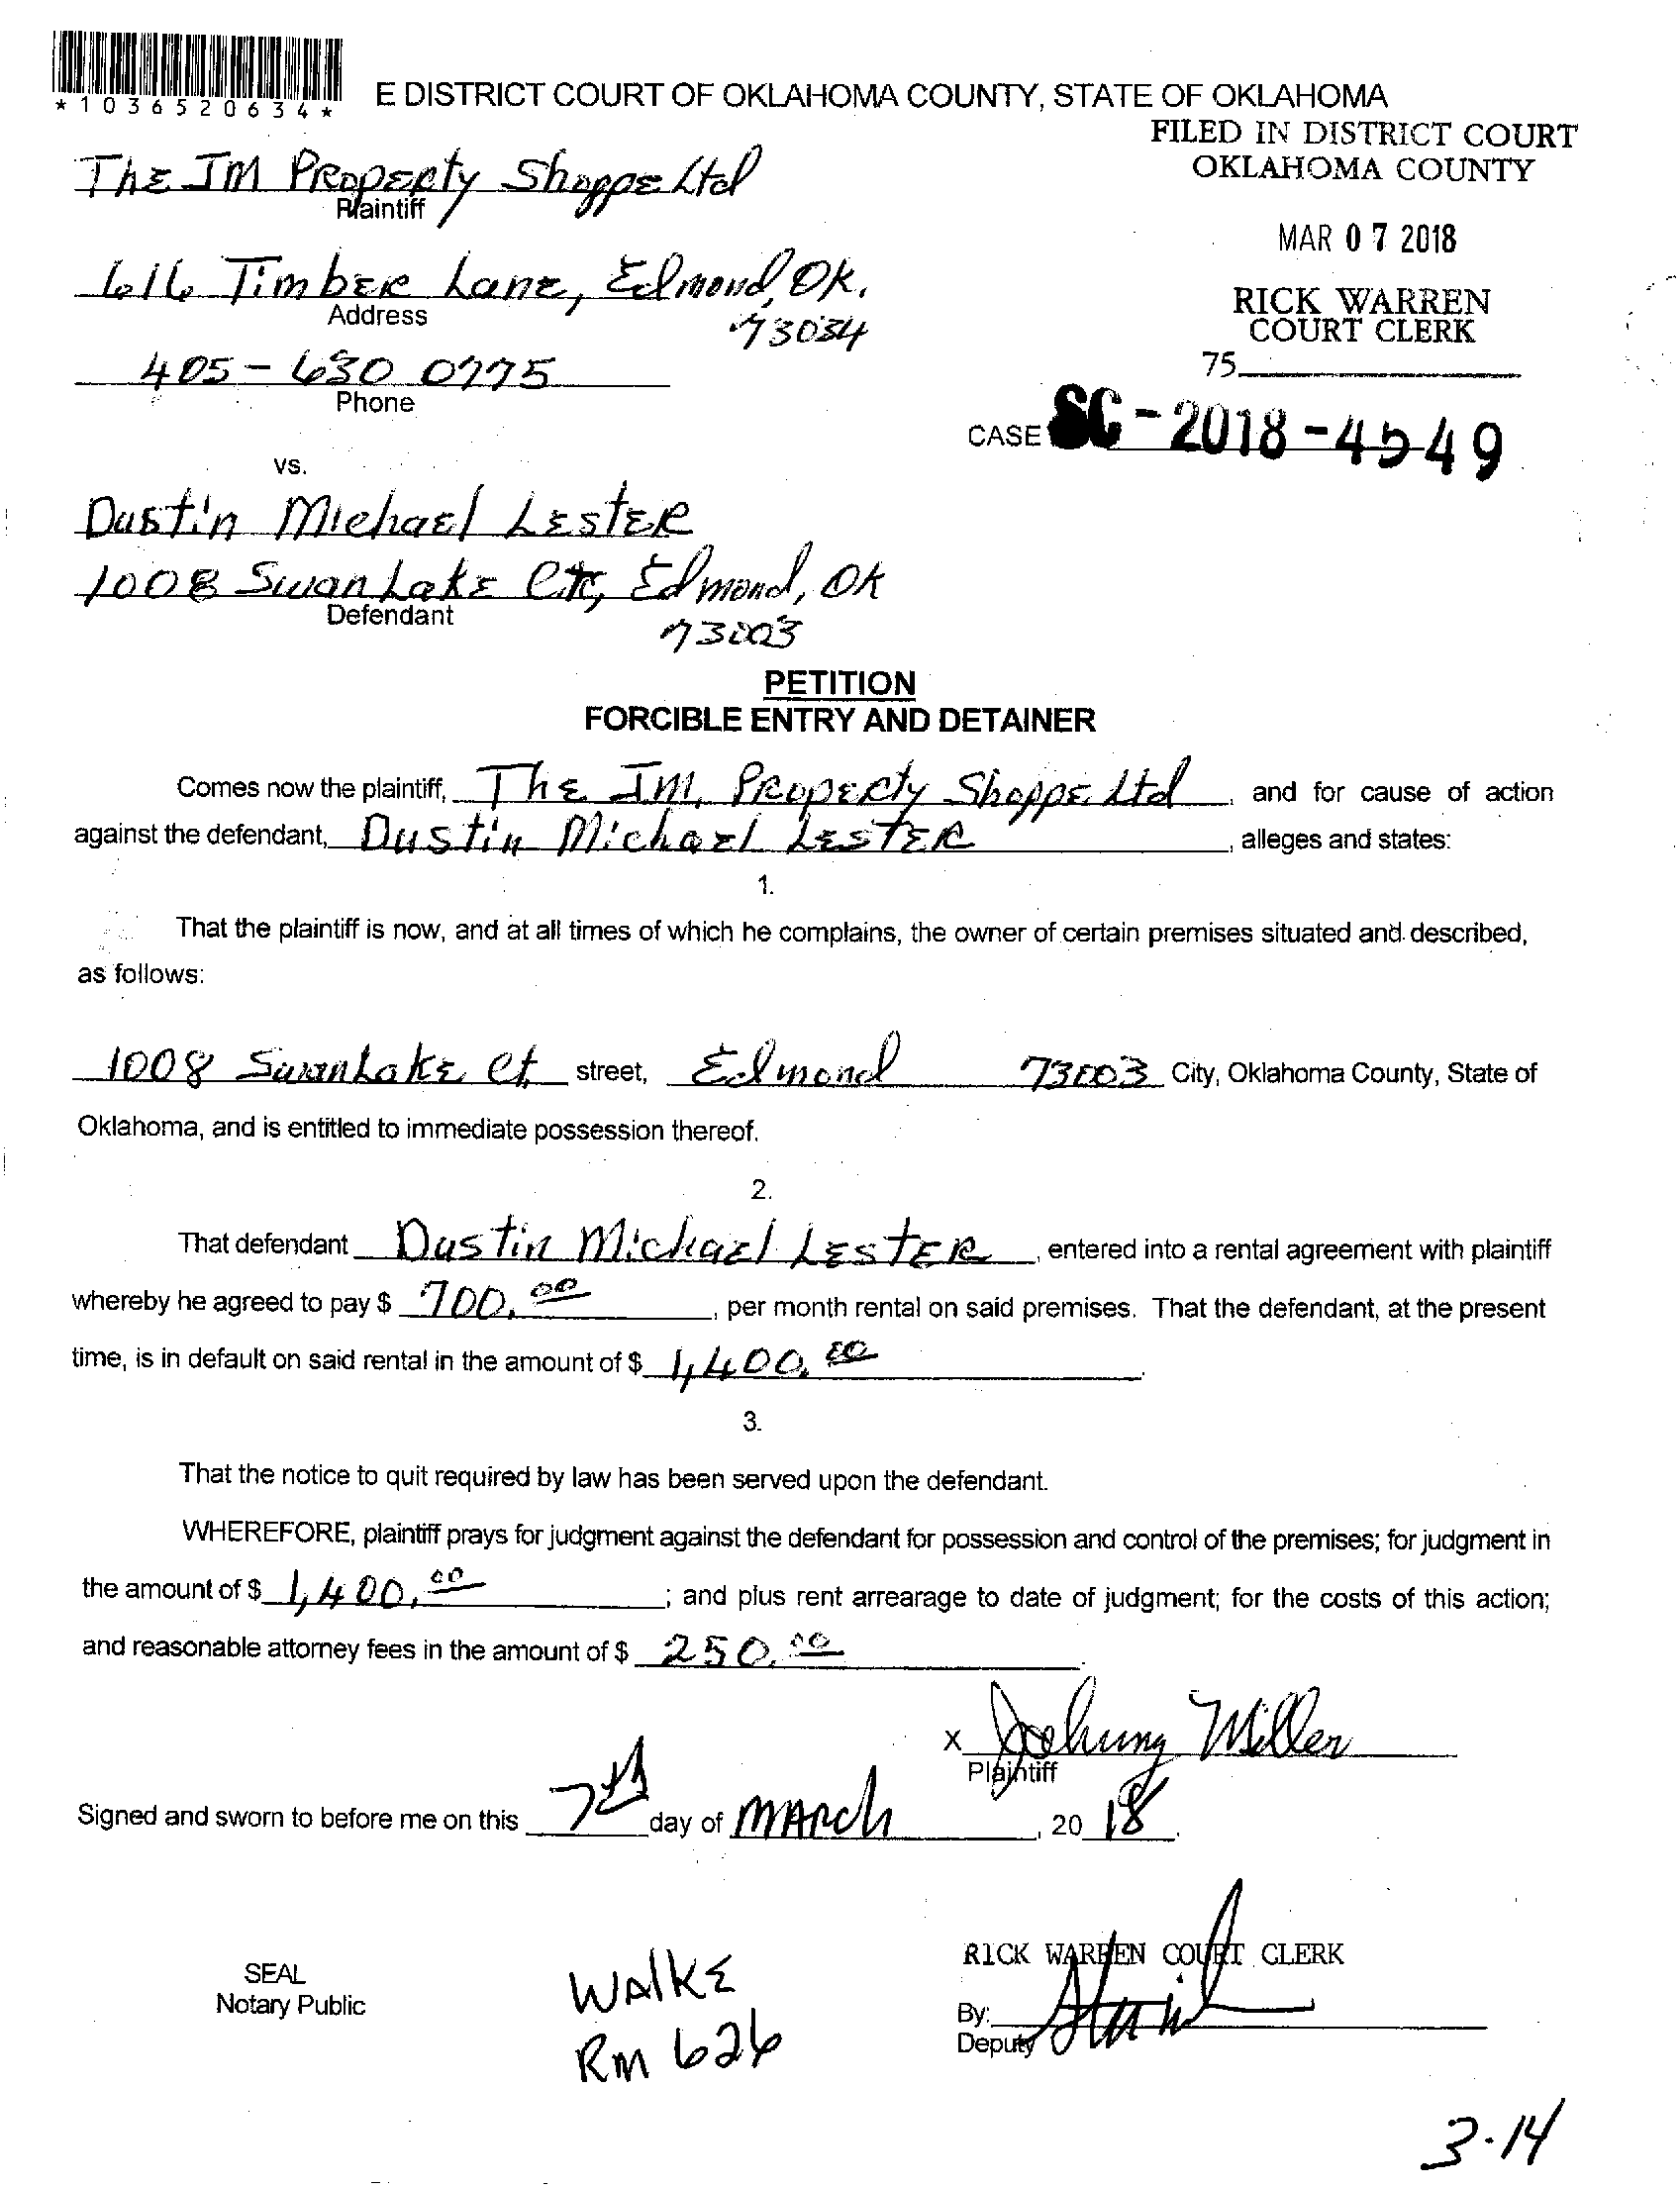 *1036520634*
E DISTRICT COURT OF OKLAHOMA COUNTY, STATE OF OKLAHOMA
FILED IN DISTRICT COURT
OKLAHOMA COUNTY
The JM Property Shoppe Ltd
Plaintiff
MAR 07 2018
616 Timber Lane, Edmond, Ok.
73034
Address
RICK WARREN
COURT CLERK
405-630 0775
Phone
75
CASE SC-2018-4549
vs.
Dustin Michael Lester
1008 Swan Lake Ct, Edmond, OK
73003
Defendant
PETITION
FORCIBLE ENTRY AND DETAINER
Comes now the plaintiff, The JM, Property Shoppe Ltd, and for cause of action
against the defendant, Dustin Michael Lester, alleges and states:
1.
That the plaintiff is now, and at all times of which he complains, the owner of certain premises situated and described,
as follows:
1008 Swan Lake Ct street, Edmond 73003 City, Oklahoma County, State of
Oklahoma, and is entitled to immediate possession thereof.
2.
That defendant Dustin Michael Lester, entered into a rental agreement with plaintiff
whereby he agreed to pay $ 700.00, per month rental on said premises. That the defendant, at the present
time, is in default on said rental in the amount of $ 1,400.00.
3.
That the notice to quit required by law has been served upon the defendant.
WHEREFORE, plaintiff prays for judgment against the defendant for possession and control of the premises; for judgment in
the amount of $ 1,400.00; and plus rent arrearage to date of judgment; for the costs of this action;
and reasonable attorney fees in the amount of $ 250.00.
x Johnny Miller
Plaintiff
Signed and sworn to before me on this 7th day of March, 2018.
SEAL
Notary Public
Walke
Rm 626
RICK WARREN COURT CLERK
By:
Deputy
3-14